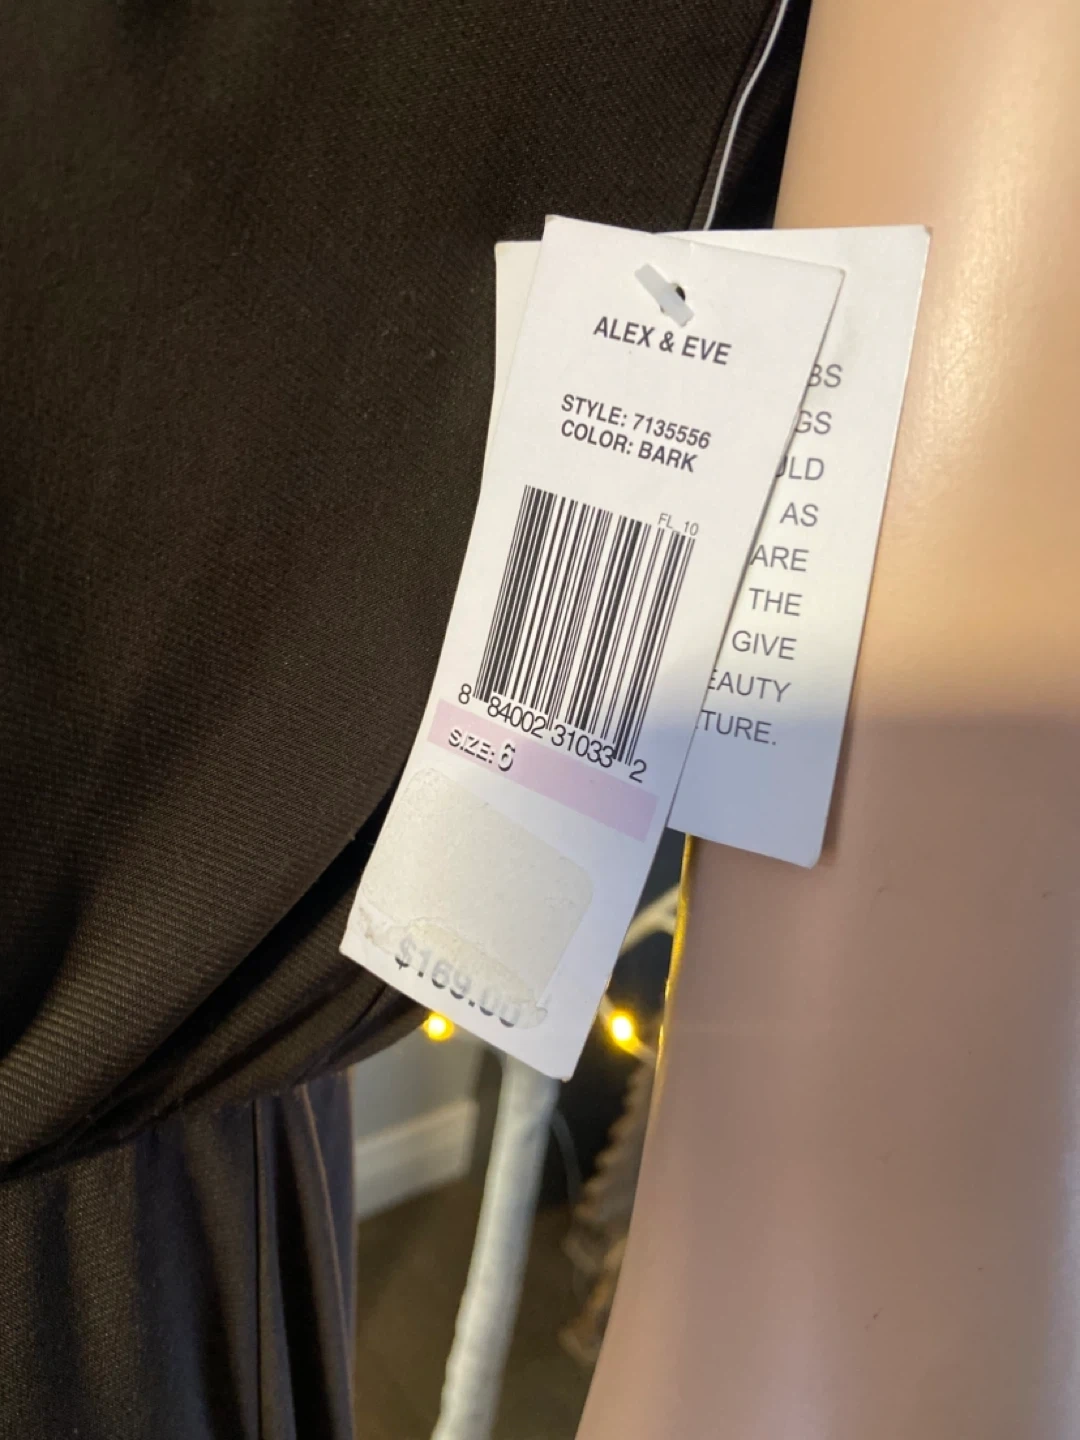 ALEX & EVE
STYLE: 7135556
COLOR: BARK
FL 10
8 84002 31033 2
SIZE: 6
$169.00
BS
GS
ULD
AS
ARE
THE
GIVE
EAUTY
TURE.